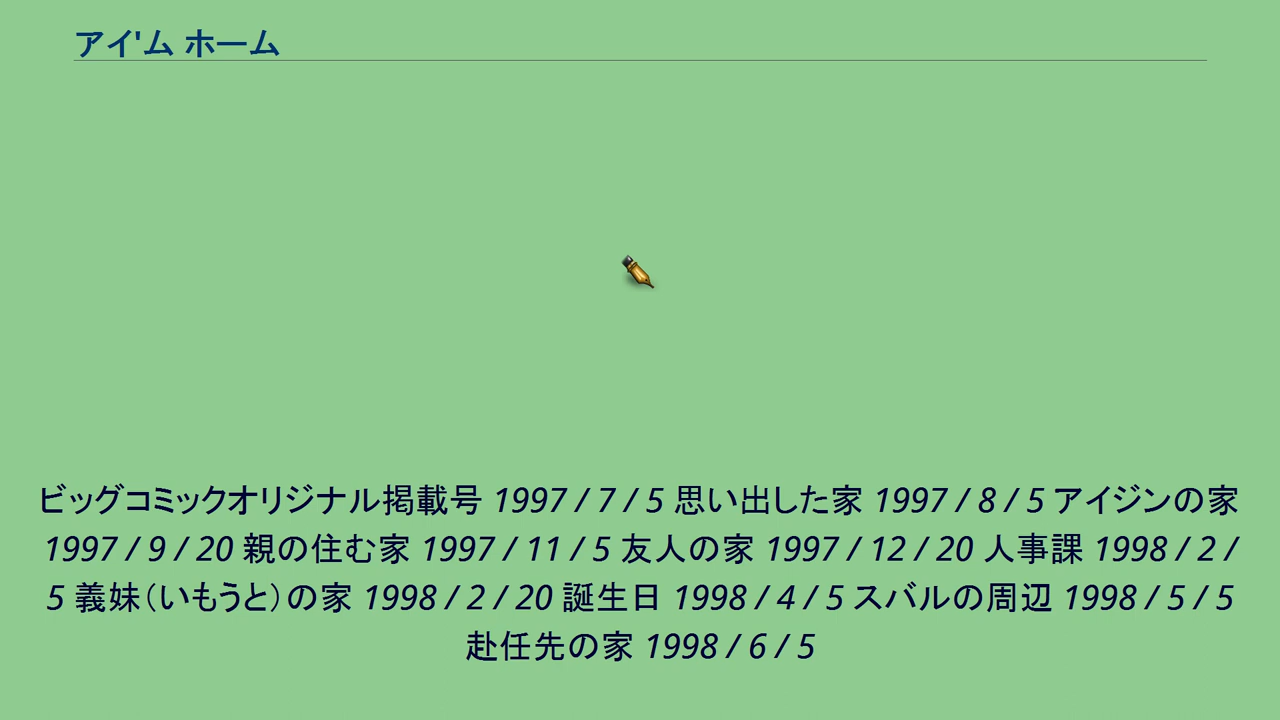 アイ'ム ホーム
ビッグコミックオリジナル掲載号 1997 / 7 / 5 思い出した家 1997 / 8 / 5 アイジンの家
1997 / 9 / 20 親の住む家 1997 / 11 / 5 友人の家 1997 / 12 / 20 人事課 1998 / 2 /
5 義妹（いもうと）の家 1998 / 2 / 20 誕生日 1998 / 4 / 5 スバルの周辺 1998 / 5 / 5
赴任先の家 1998 / 6 / 5